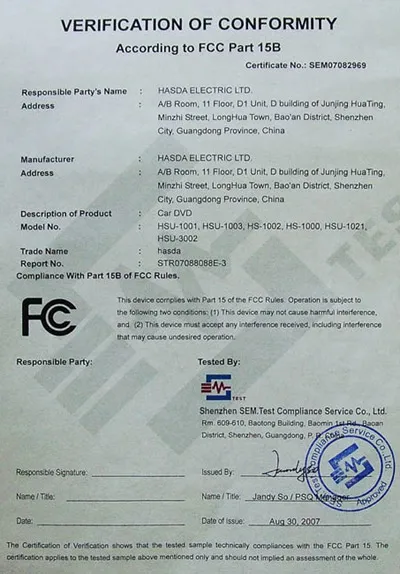 VERIFICATION OF CONFORMITY
According to FCC Part 15B
Certificate No.: SEM07082969
Responsible Party's Name : HASDA ELECTRIC LTD.
Address : A/B Room, 11 Floor, D1 Unit, D building of Junjing HuaTing,
Minzhi Street, LongHua Town, Bao'an District, Shenzhen
City, Guangdong Province, China
Manufacturer : HASDA ELECTRIC LTD.
Address : A/B Room, 11 Floor, D1 Unit, D building of Junjing HuaTing,
Minzhi Street, LongHua Town, Bao'an District, Shenzhen
City, Guangdong Province, China
Description of Product : Car DVD
Model No. : HSU-1001, HSU-1003, HS-1002, HS-1000, HSU-1021,
HSU-3002
Trade Name : hasda
Report No. : STR07088088E-3
Compliance With Part 15B of FCC Rules.
FCC
This device complies with Part 15 of the FCC Rules. Operation is subject to
the following two conditions: (1) This device may not cause harmful interference,
and (2) This device must accept any interference received, including interference
that may cause undesired operation.
Responsible Party:
Tested By:
TEST
Shenzhen SEM.Test Compliance Service Co., Ltd.
Rm. 609-610, Baotong Building, Baomin 1st Rd., Baoan
District, Shenzhen, Guangdong, P. R.
Responsible Signature:
Issued By:
Name / Title:
Name / Title: Jandy So / PSQ Manager
Date:
Date of Issue: Aug 30, 2007
SEM.Test Compliance Service Co., Ltd.
Approved
The Certification of Verification shows that the tested sample technically compliances with the FCC Part 15. The
certification applies to the tested sample above mentioned only and should not implied an assessment of the whole.